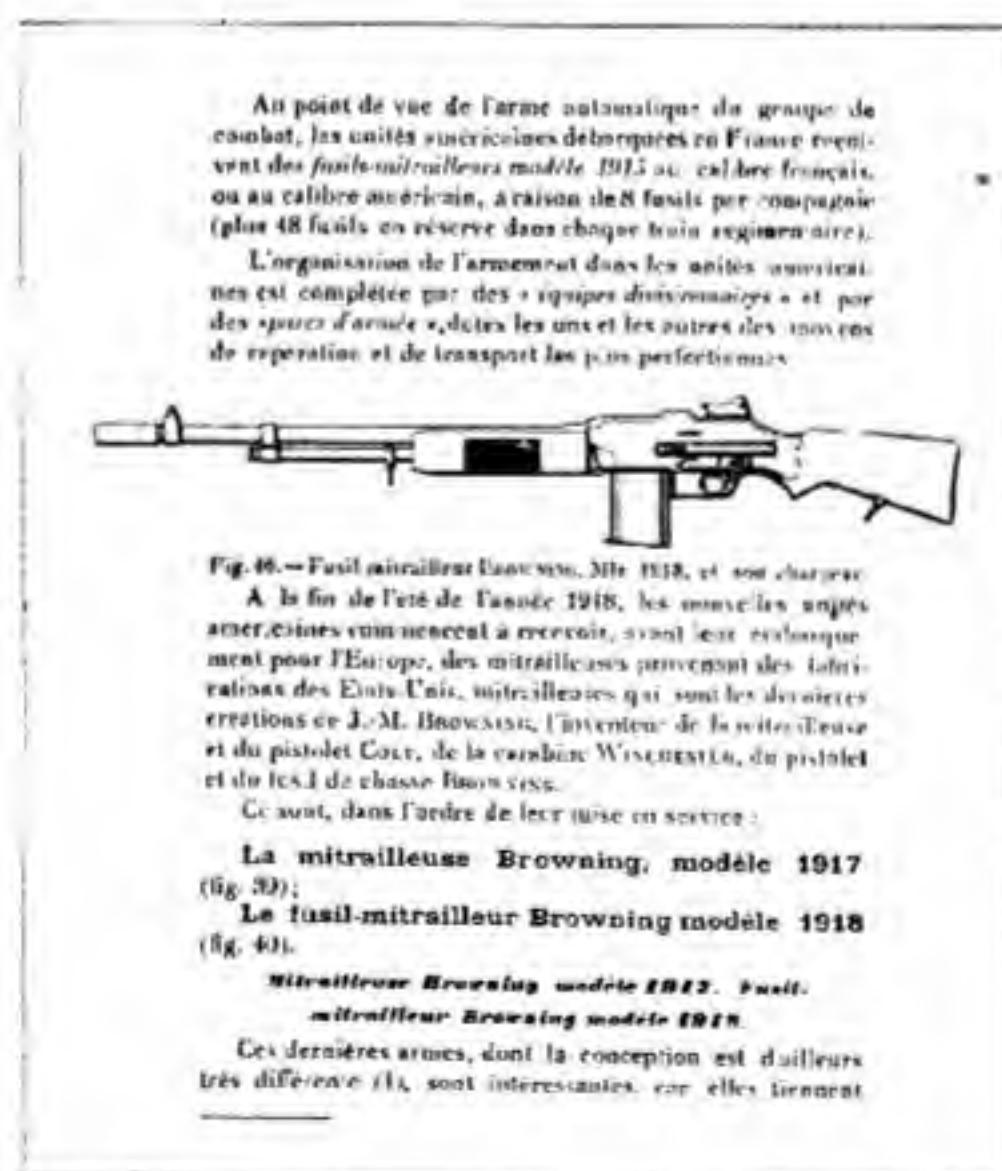 Au point de vue de l'arme automatique du groupe de
combat, les unités américaines débarquées en France reçoi-
vent des fusils-mitrailleurs modèle 1915 au calibre français,
ou au calibre américain, à raison de 8 fusils par compagnie
(plus 48 fusils en réserve dans chaque train régimentaire).
L'organisation de l'armement dans les unités américai-
nes est complétée par des « équipes divisionnaires » et par
des « parcs d'armée », dotés les uns et les autres des moyens
de réparation et de transport les plus perfectionnés
Fig. 40. — Fusil mitrailleur Browning, Mle 1918, et son chargeur
A la fin de l'été de l'année 1918, les nouvelles unités
américaines commencent à recevoir, avant leur embarque
ment pour l'Europe, des mitrailleuses provenant des fabri-
cations des Etats-Unis, mitrailleuses qui sont les dernières
créations de J.-M. Browning, l'inventeur de la mitrailleuse
et du pistolet Colt, de la carabine Winchester, du pistolet
et du fusil de chasse Browning.
Ce sont, dans l'ordre de leur mise en service :
La mitrailleuse Browning, modèle 1917
(fig. 39);
Le fusil-mitrailleur Browning modèle 1918
(fig. 40).
Mitrailleuse Browning modèle 1917. Fusil-
mitrailleur Browning modèle 1918.
Ces dernières armes, dont la conception est d'ailleurs
très différente (1), sont intéressantes, car elles tiennent